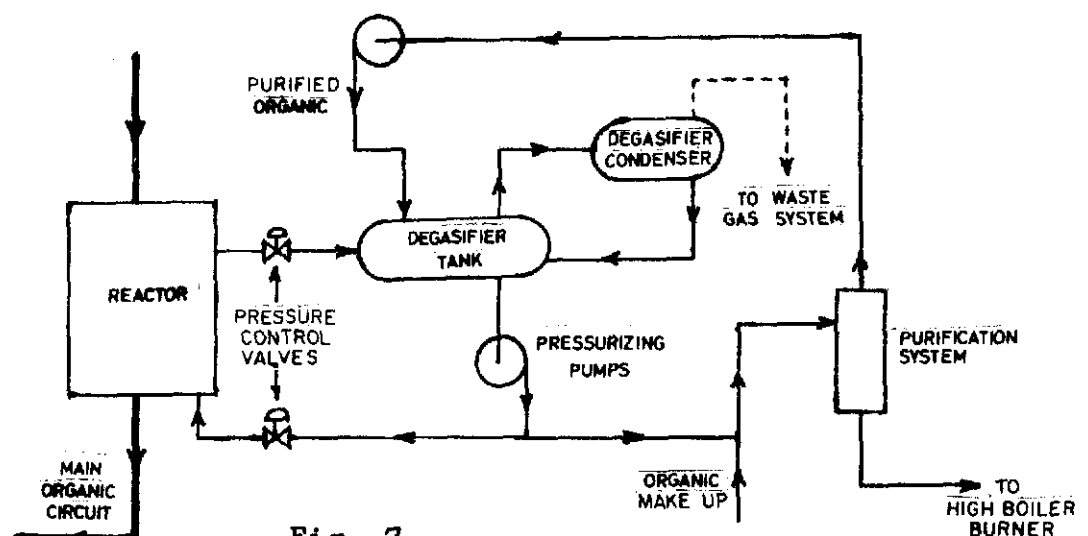 PURIFIED
ORGANIC
DEGASIFIER
CONDENSER
TO WASTE
GAS SYSTEM
DEGASIFIER
TANK
REACTOR
PRESSURE
CONTROL
VALVES
PRESSURIZING
PUMPS
PURIFICATION
SYSTEM
MAIN
ORGANIC
CIRCUIT
ORGANIC
MAKE UP
TO
HIGH BOILER
BURNER